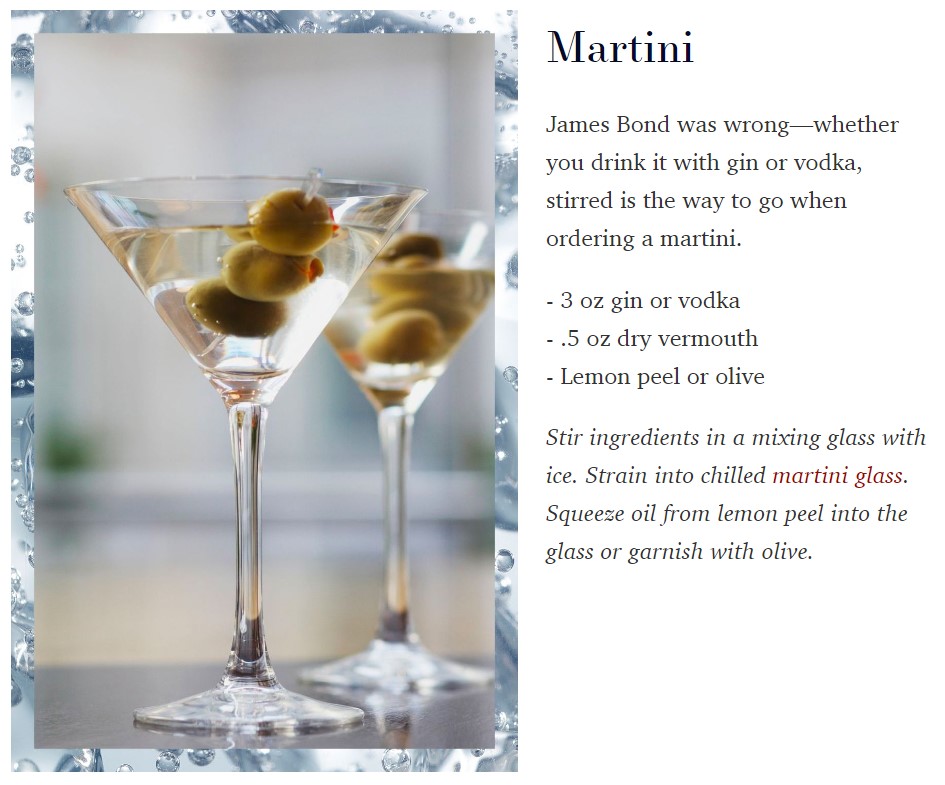 Martini
James Bond was wrong—whether
you drink it with gin or vodka,
stirred is the way to go when
ordering a martini.
- 3 oz gin or vodka
- .5 oz dry vermouth
- Lemon peel or olive
Stir ingredients in a mixing glass with
ice. Strain into chilled martini glass.
Squeeze oil from lemon peel into the
glass or garnish with olive.